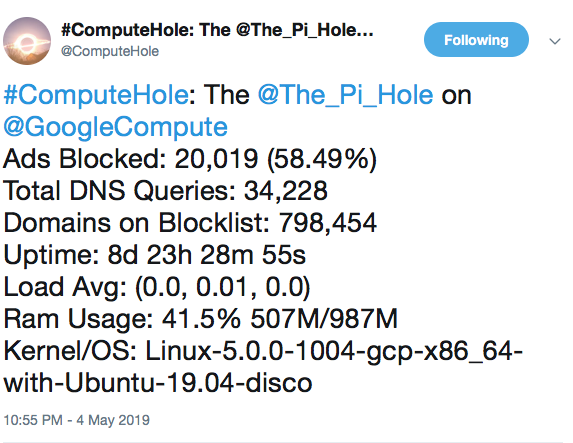 #ComputeHole: The @The_Pi_Hole...
@ComputeHole
Following
#ComputeHole: The @The_Pi_Hole on
@GoogleCompute
Ads Blocked: 20,019 (58.49%)
Total DNS Queries: 34,228
Domains on Blocklist: 798,454
Uptime: 8d 23h 28m 55s
Load Avg: (0.0, 0.01, 0.0)
Ram Usage: 41.5% 507M/987M
Kernel/OS: Linux-5.0.0-1004-gcp-x86_64-
with-Ubuntu-19.04-disco
10:55 PM - 4 May 2019